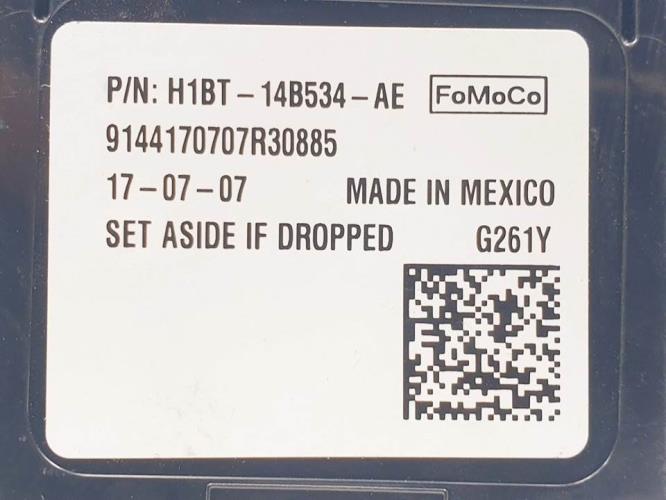 P/N: H1BT-14B534-AE FoMoCo
9144170707R30885
17-07-07 MADE IN MEXICO
SET ASIDE IF DROPPED G261Y